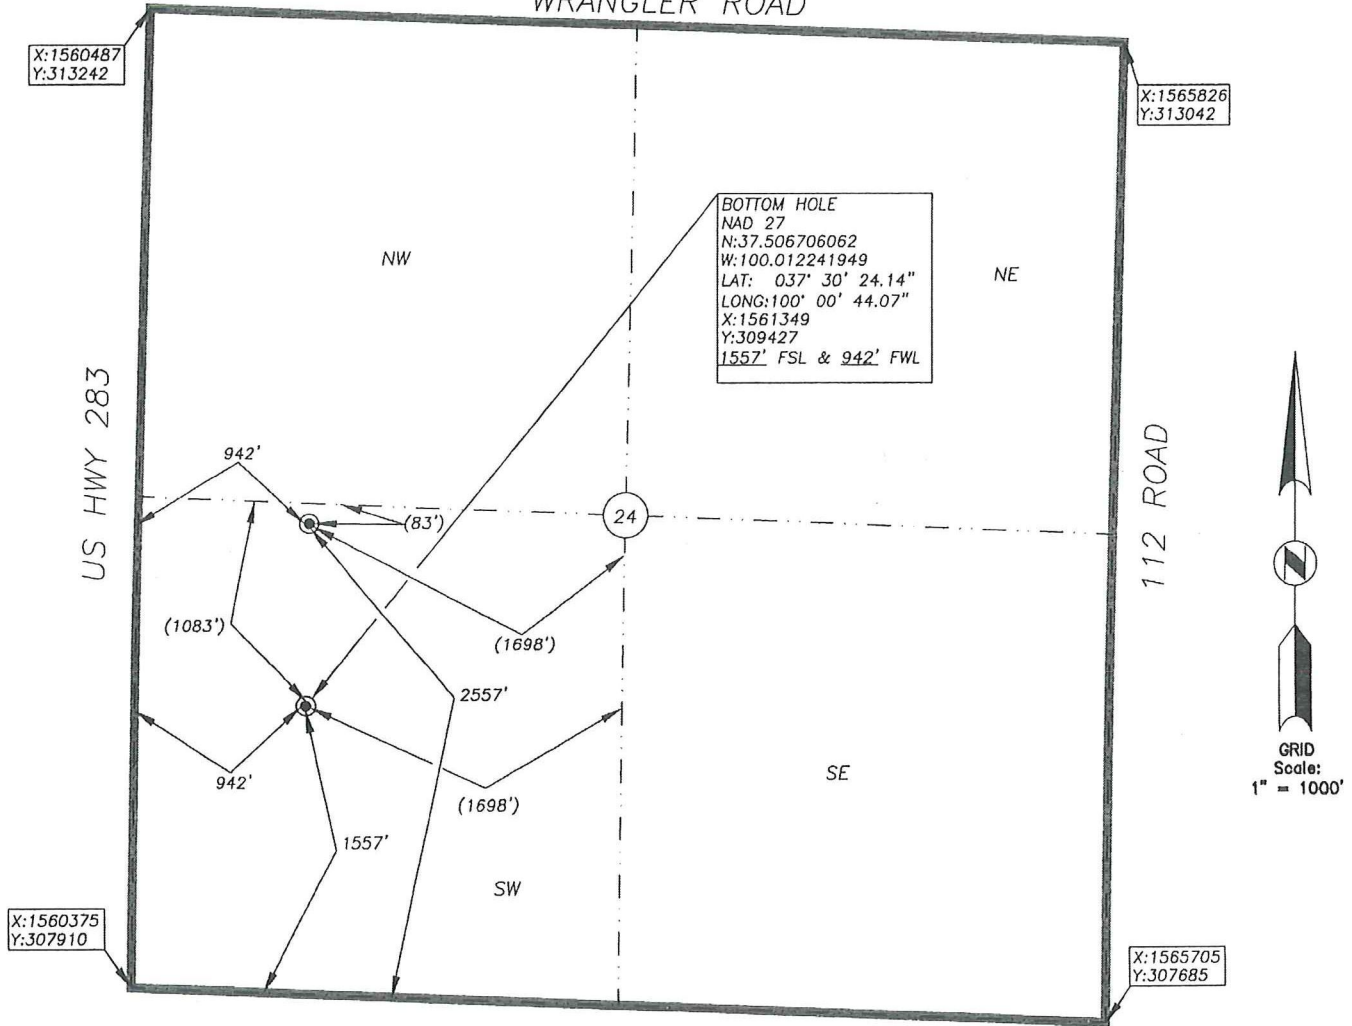 WRANGLER ROAD
X:1560487
Y:313242
X:1565826
Y:313042
BOTTOM HOLE
NAD 27
N:37.506706062
W:100.012241949
LAT: 037° 30' 24.14"
LONG:100° 00' 44.07"
X:1561349
Y:309427
1557' FSL & 942' FWL
NW
NE
US HWY 283
112 ROAD
942'
(83')
24
(1083')
(1698')
2557'
942'
(1698')
SE
1557'
SW
N
GRID
Scale:
1" = 1000'
X:1560375
Y:307910
X:1565705
Y:307685